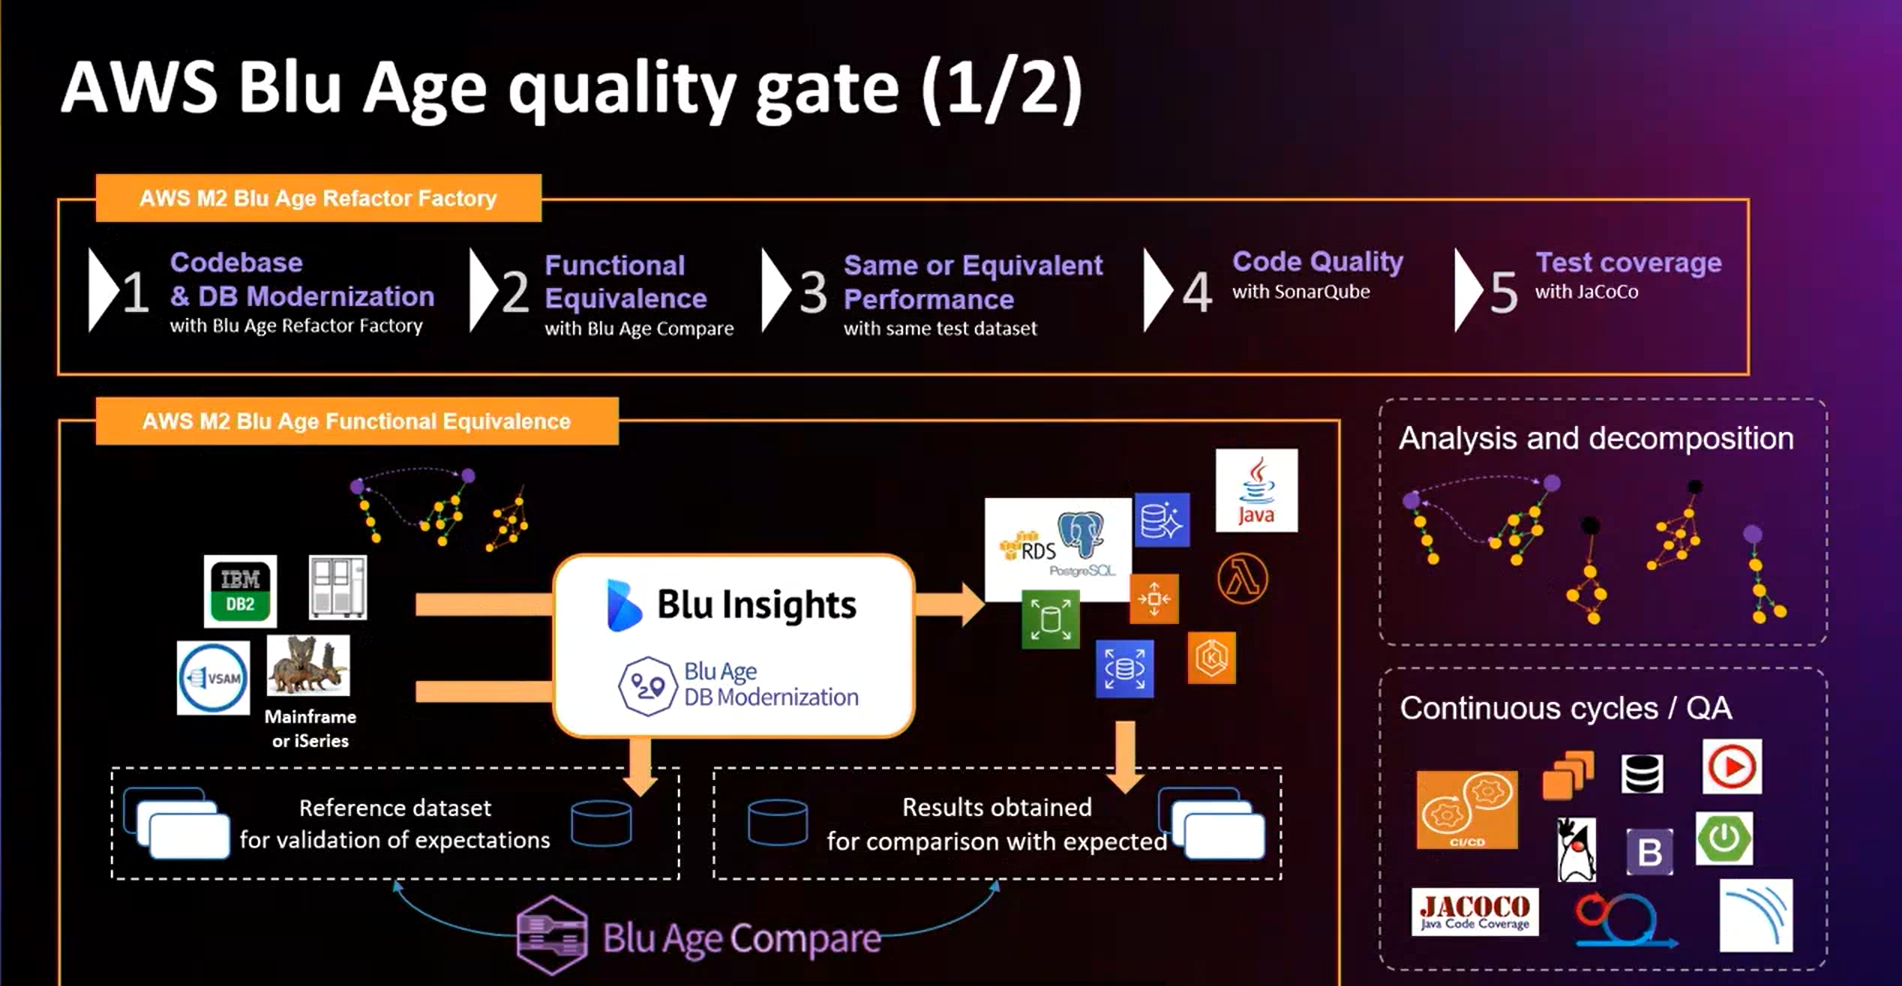 AWS Blu Age quality gate (1/2)
AWS M2 Blu Age Refactor Factory
1
Codebase
& DB Modernization
with Blu Age Refactor Factory
2
Functional
Equivalence
with Blu Age Compare
3
Same or Equivalent
Performance
with same test dataset
4
Code Quality
with SonarQube
5
Test coverage
with JaCoCo
AWS M2 Blu Age Functional Equivalence
IBM
DB2
VSAM
Mainframe
or iSeries
Blu Insights
Blu Age
DB Modernization
RDS
PostgreSQL
Java
K
Reference dataset
for validation of expectations
Results obtained
for comparison with expected
Blu Age Compare
Analysis and decomposition
Continuous cycles / QA
CI/CD
B
JACOCO
Java Code Coverage